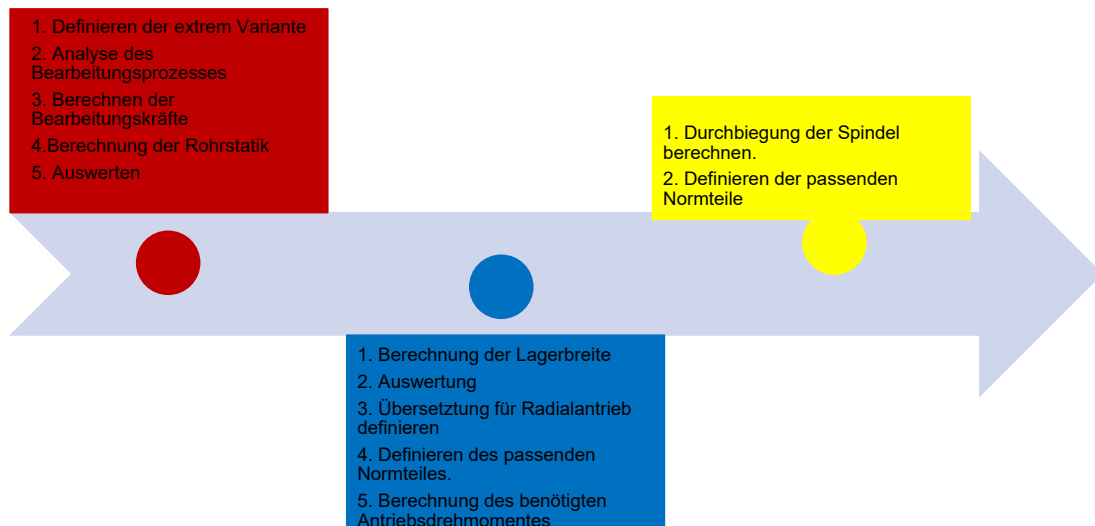 1. Definieren der extrem Variante
2. Analyse des
Bearbeitungsprozesses
3. Berechnen der
Bearbeitungskräfte
4.Berechnung der Rohrstatik
5. Auswerten
1. Berechnung der Lagerbreite
2. Auswertung
3. Übersetztung für Radialantrieb
definieren
4. Definieren des passenden
Normteiles.
5. Berechnung des benötigten
Antriebsdrehmomentes
1. Durchbiegung der Spindel
berechnen.
2. Definieren der passenden
Normteile